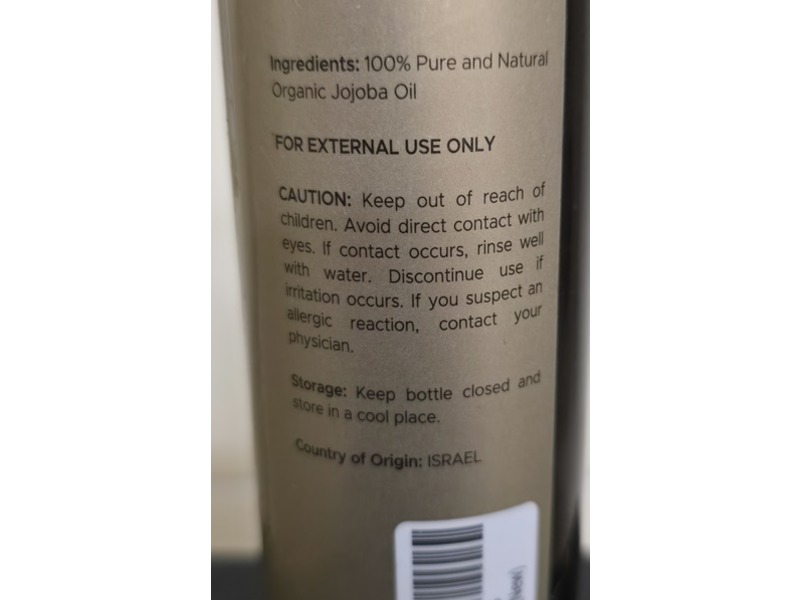 Ingredients: 100% Pure and Natural
Organic Jojoba Oil
FOR EXTERNAL USE ONLY
CAUTION: Keep out of reach of
children. Avoid direct contact with
eyes. If contact occurs, rinse well
with water. Discontinue use if
irritation occurs. If you suspect an
allergic reaction, contact your
physician.
Storage: Keep bottle closed and
store in a cool place.
Country of Origin: ISRAEL